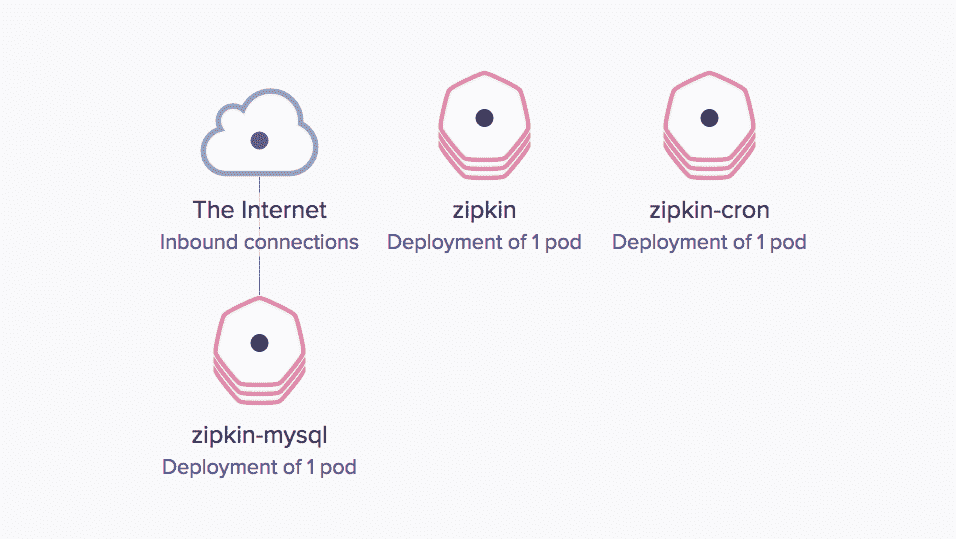 The Internet
Inbound connections
zipkin
Deployment of 1 pod
zipkin-cron
Deployment of 1 pod
zipkin-mysql
Deployment of 1 pod